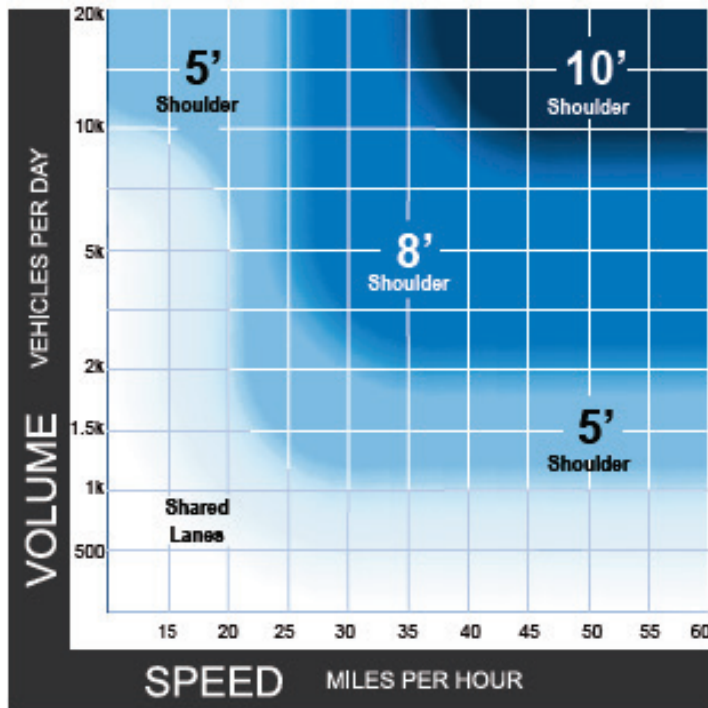 20k
5’
Shoulder
10’
Shoulder
10k
VOLUME VEHICLES PER DAY
5k
8’
Shoulder
2k
1.5k
5’
Shoulder
1k
Shared
Lanes
500
15 20 25 30 35 40 45 50 55 60
SPEED MILES PER HOUR